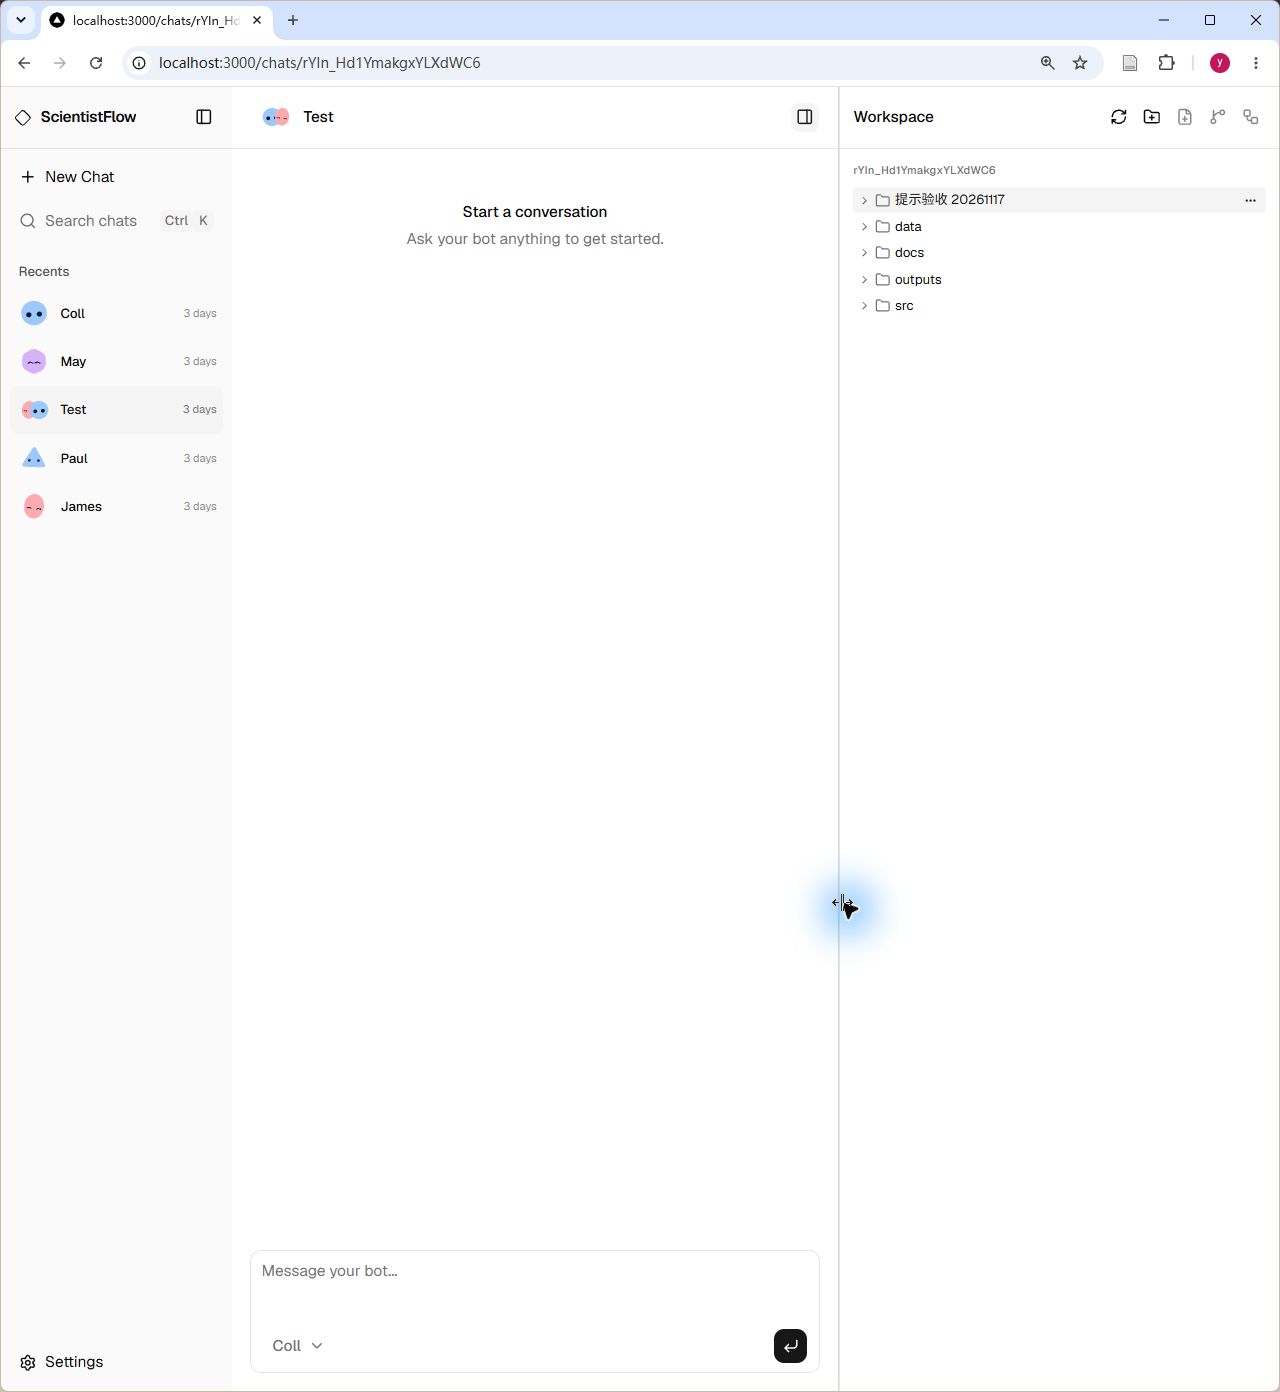 localhost:3000/chats/rYIn_Hd
localhost:3000/chats/rYIn_Hd1YmakgxYLXdWC6
y
ScientistFlow
New Chat
Search chats Ctrl K
Recents
Coll 3 days
May 3 days
Test 3 days
Paul 3 days
James 3 days
Settings
Test
Start a conversation
Ask your bot anything to get started.
Message your bot...
Coll
Workspace
rYIn_Hd1YmakgxYLXdWC6
提示验收 20261117
data
docs
outputs
src